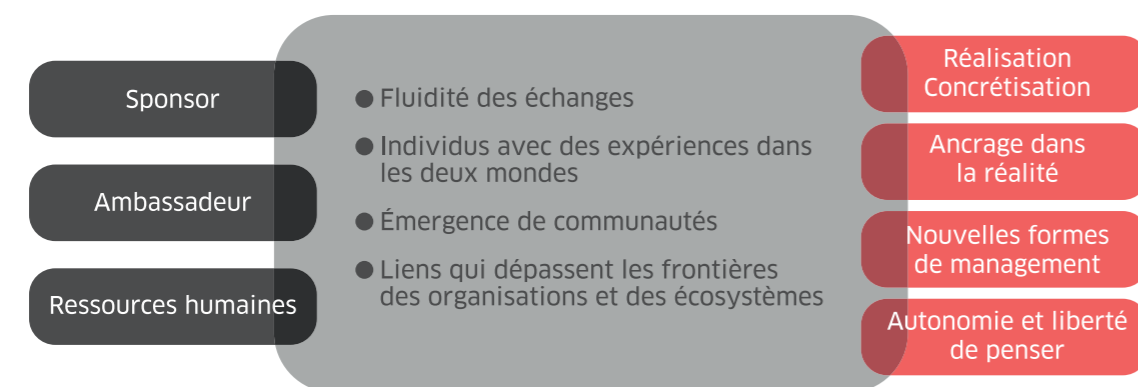 Sponsor
Ambassadeur
Ressources humaines
● Fluidité des échanges
● Individus avec des expériences dans
les deux mondes
● Émergence de communautés
● Liens qui dépassent les frontières
des organisations et des écosystèmes
Réalisation
Concrétisation
Ancrage dans
la réalité
Nouvelles formes
de management
Autonomie et liberté
de penser